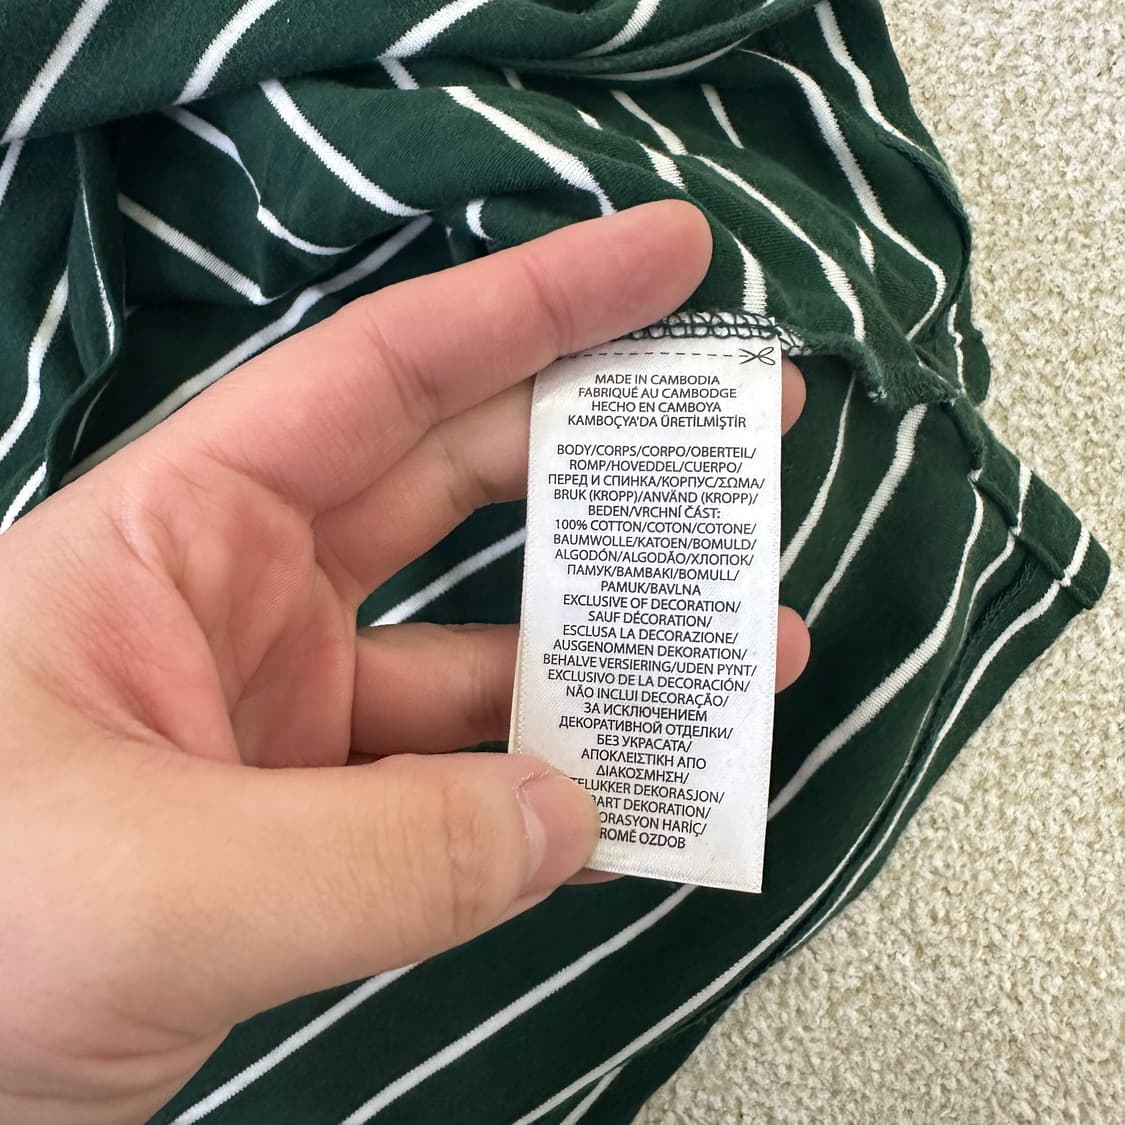 MADE IN CAMBODIA
FABRIQUÉ AU CAMBODGE
HECHO EN CAMBOYA
KAMBOÇYA'DA ÜRETİLMİŞTİR
BODY/CORPS/CORPO/OBERTEIL/
ROMP/HOVEDDEL/CUERPO/
ПЕРЕД И СПИНКА/КОРПУС/ΣΩΜΑ/
BRUK (KROPP)/ANVÄND (KROPP)/
BEDEN/VRCHNÍ ČÁST:
100% COTTON/COTON/COTONE/
BAUMWOLLE/KATOEN/BOMULD/
ALGODÓN/ALGODÃO/ХЛОПОК/
ПАМУК/ΒΑΜΒΑΚΙ/BOMULL/
PAMUK/BAVLNA
EXCLUSIVE OF DECORATION/
SAUF DÉCORATION/
ESCLUSA LA DECORAZIONE/
AUSGENOMMEN DEKORATION/
BEHALVE VERSIERING/UDEN PYNT/
EXCLUSIVO DE LA DECORACIÓN/
NÃO INCLUI DECORAÇÃO/
ЗА ИСКЛЮЧЕНИЕМ
ДЕКОРАТИВНОЙ ОТДЕЛКИ/
БЕЗ УКРАСАТА/
ΑΠΟΚΛΕΙΣΤΙΚΗ ΑΠΟ
ΔΙΑΚΟΣΜΗΣΗ/
DEKORASJON/
DEKORATION/
HARİÇ/
OZDOB